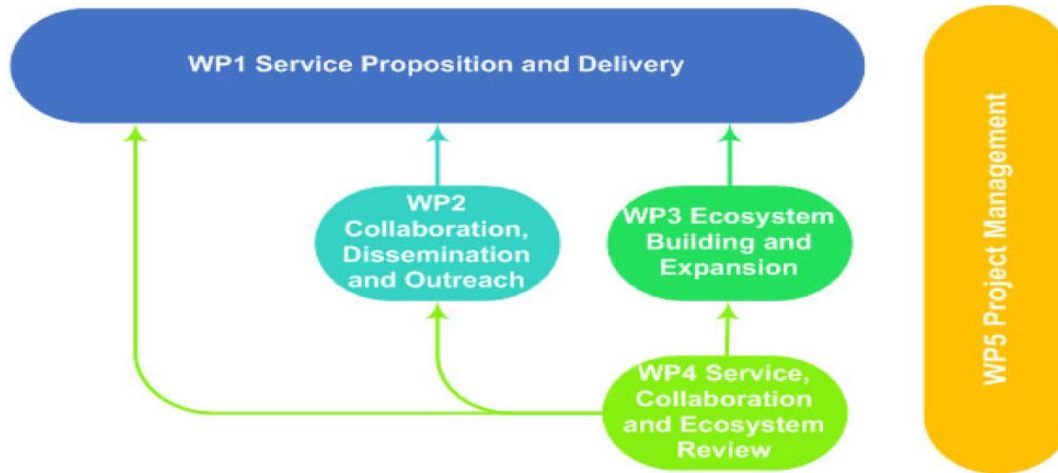 WP1 Service Proposition and Delivery
WP2
Collaboration,
Dissemination
and Outreach
WP3 Ecosystem
Building and
Expansion
WP4 Service,
Collaboration
and Ecosystem
Review
WP5 Project Management